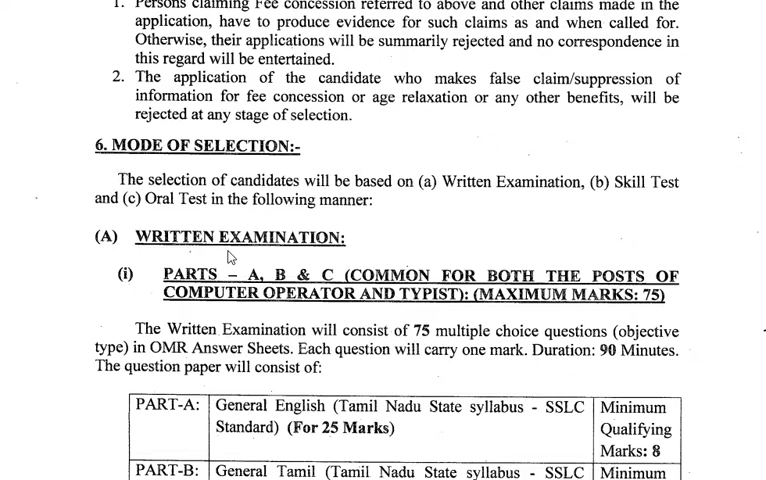 1. Persons claiming Fee concession referred to above and other claims made in the
application, have to produce evidence for such claims as and when called for.
Otherwise, their applications will be summarily rejected and no correspondence in
this regard will be entertained.
2. The application of the candidate who makes false claim/suppression of
information for fee concession or age relaxation or any other benefits, will be
rejected at any stage of selection.
6. MODE OF SELECTION:-
The selection of candidates will be based on (a) Written Examination, (b) Skill Test
and (c) Oral Test in the following manner:
(A) WRITTEN EXAMINATION:
(i) PARTS – A, B & C (COMMON FOR BOTH THE POSTS OF
COMPUTER OPERATOR AND TYPIST): (MAXIMUM MARKS: 75)
The Written Examination will consist of 75 multiple choice questions (objective
type) in OMR Answer Sheets. Each question will carry one mark. Duration: 90 Minutes.
The question paper will consist of:
PART-A: General English (Tamil Nadu State syllabus - SSLC Minimum
Standard) (For 25 Marks) Qualifying
Marks: 8
PART-B: General Tamil (Tamil Nadu State syllabus - SSLC Minimum